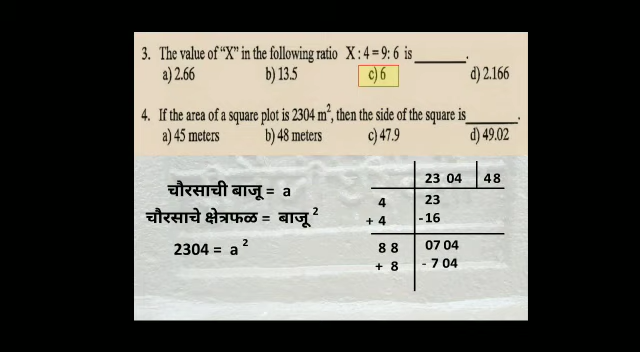 3. The value of "X" in the following ratio X : 4 = 9: 6 is ______.
a) 2.66 b) 13.5 c) 6 d) 2.166
4. If the area of a square plot is 2304 m², then the side of the square is______.
a) 45 meters b) 48 meters c) 47.9 d) 49.02
चौरसाची बाजू = a
चौरसाचे क्षेत्रफळ = बाजू ²
2304 = a ²
23 04 48
4 23
+ 4 -16
8 8 07 04
+ 8 - 7 04